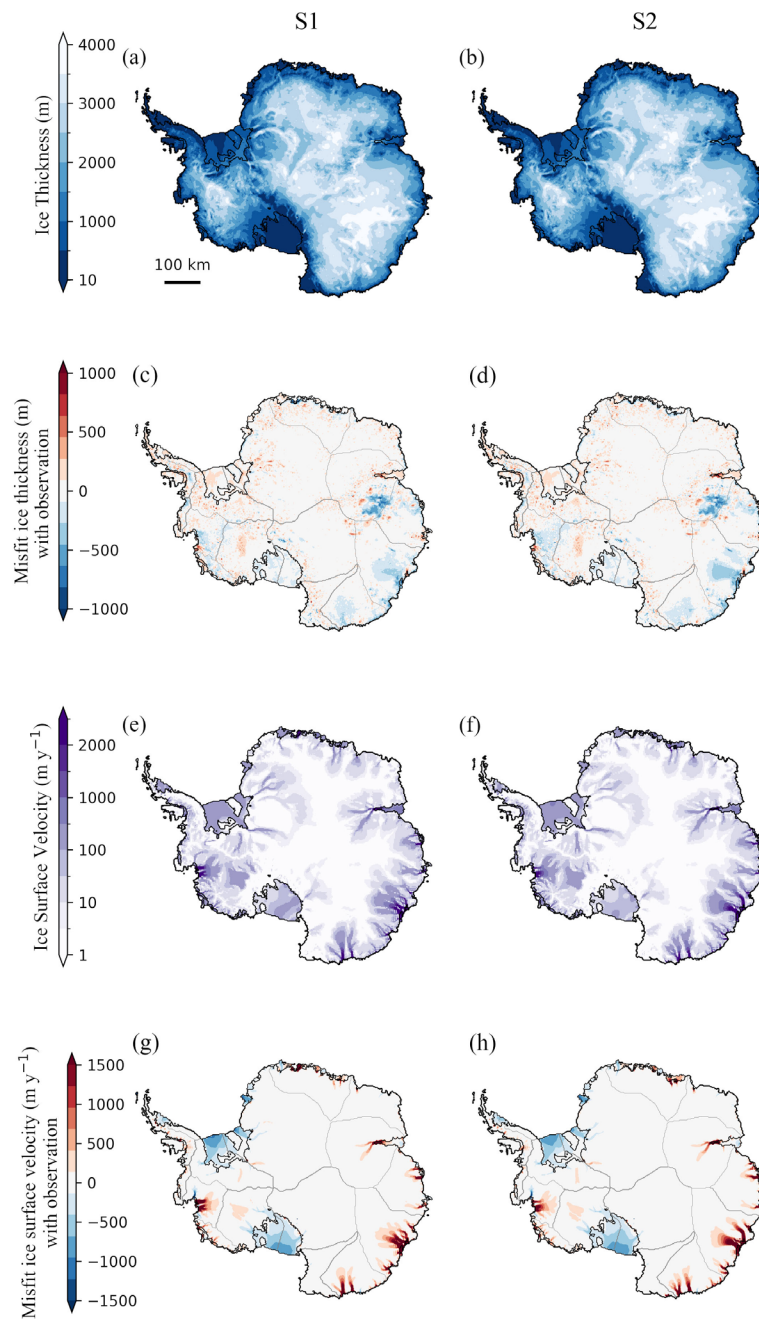 S1
S2
(a)
(b)
4000
3000
2000
1000
10
Ice Thickness (m)
100 km
(c)
(d)
1000
500
0
−500
−1000
Misfit ice thickness (m)
with observation
(e)
(f)
2000
1000
100
10
1
Ice Surface Velocity (m y⁻¹)
(g)
(h)
1500
1000
500
0
−500
−1000
−1500
Misfit ice surface velocity (m y⁻¹)
with observation